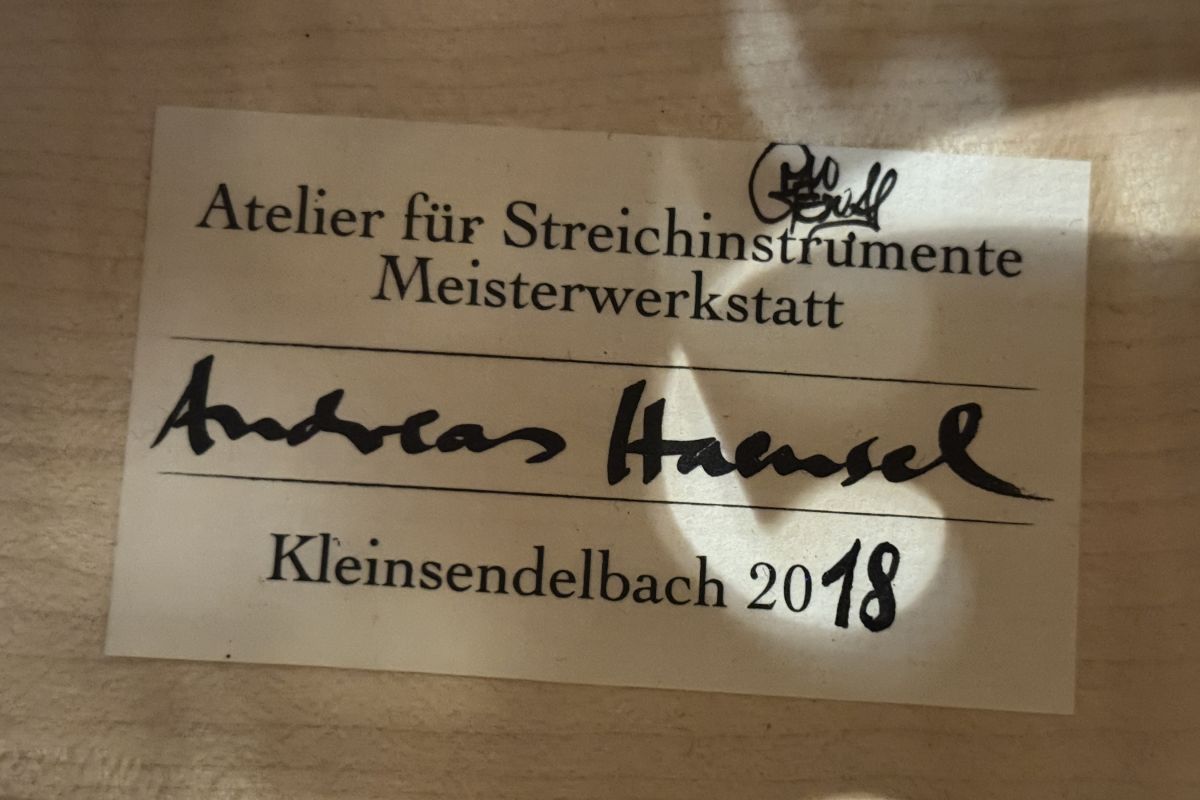 Atelier für Streichinstrumente
Meisterwerkstatt
Andreas Haensel
Kleinsendelbach 2018